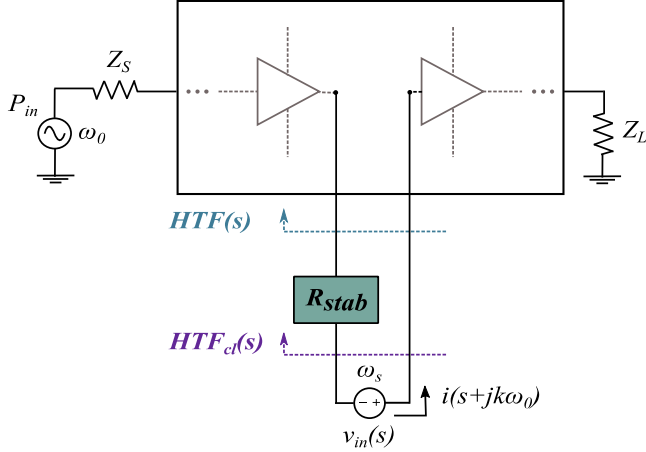 Z_S
P_in
ω_0
...
...
Z_L
HTF(s)
R_stab
HTF_cl(s)
ω_s
- +
i(s+jkω_0)
v_in(s)